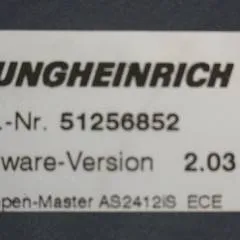 UNGHEINRICH
.-Nr. 51256852
ware-Version 2.03
pen-Master AS2412iS ECE